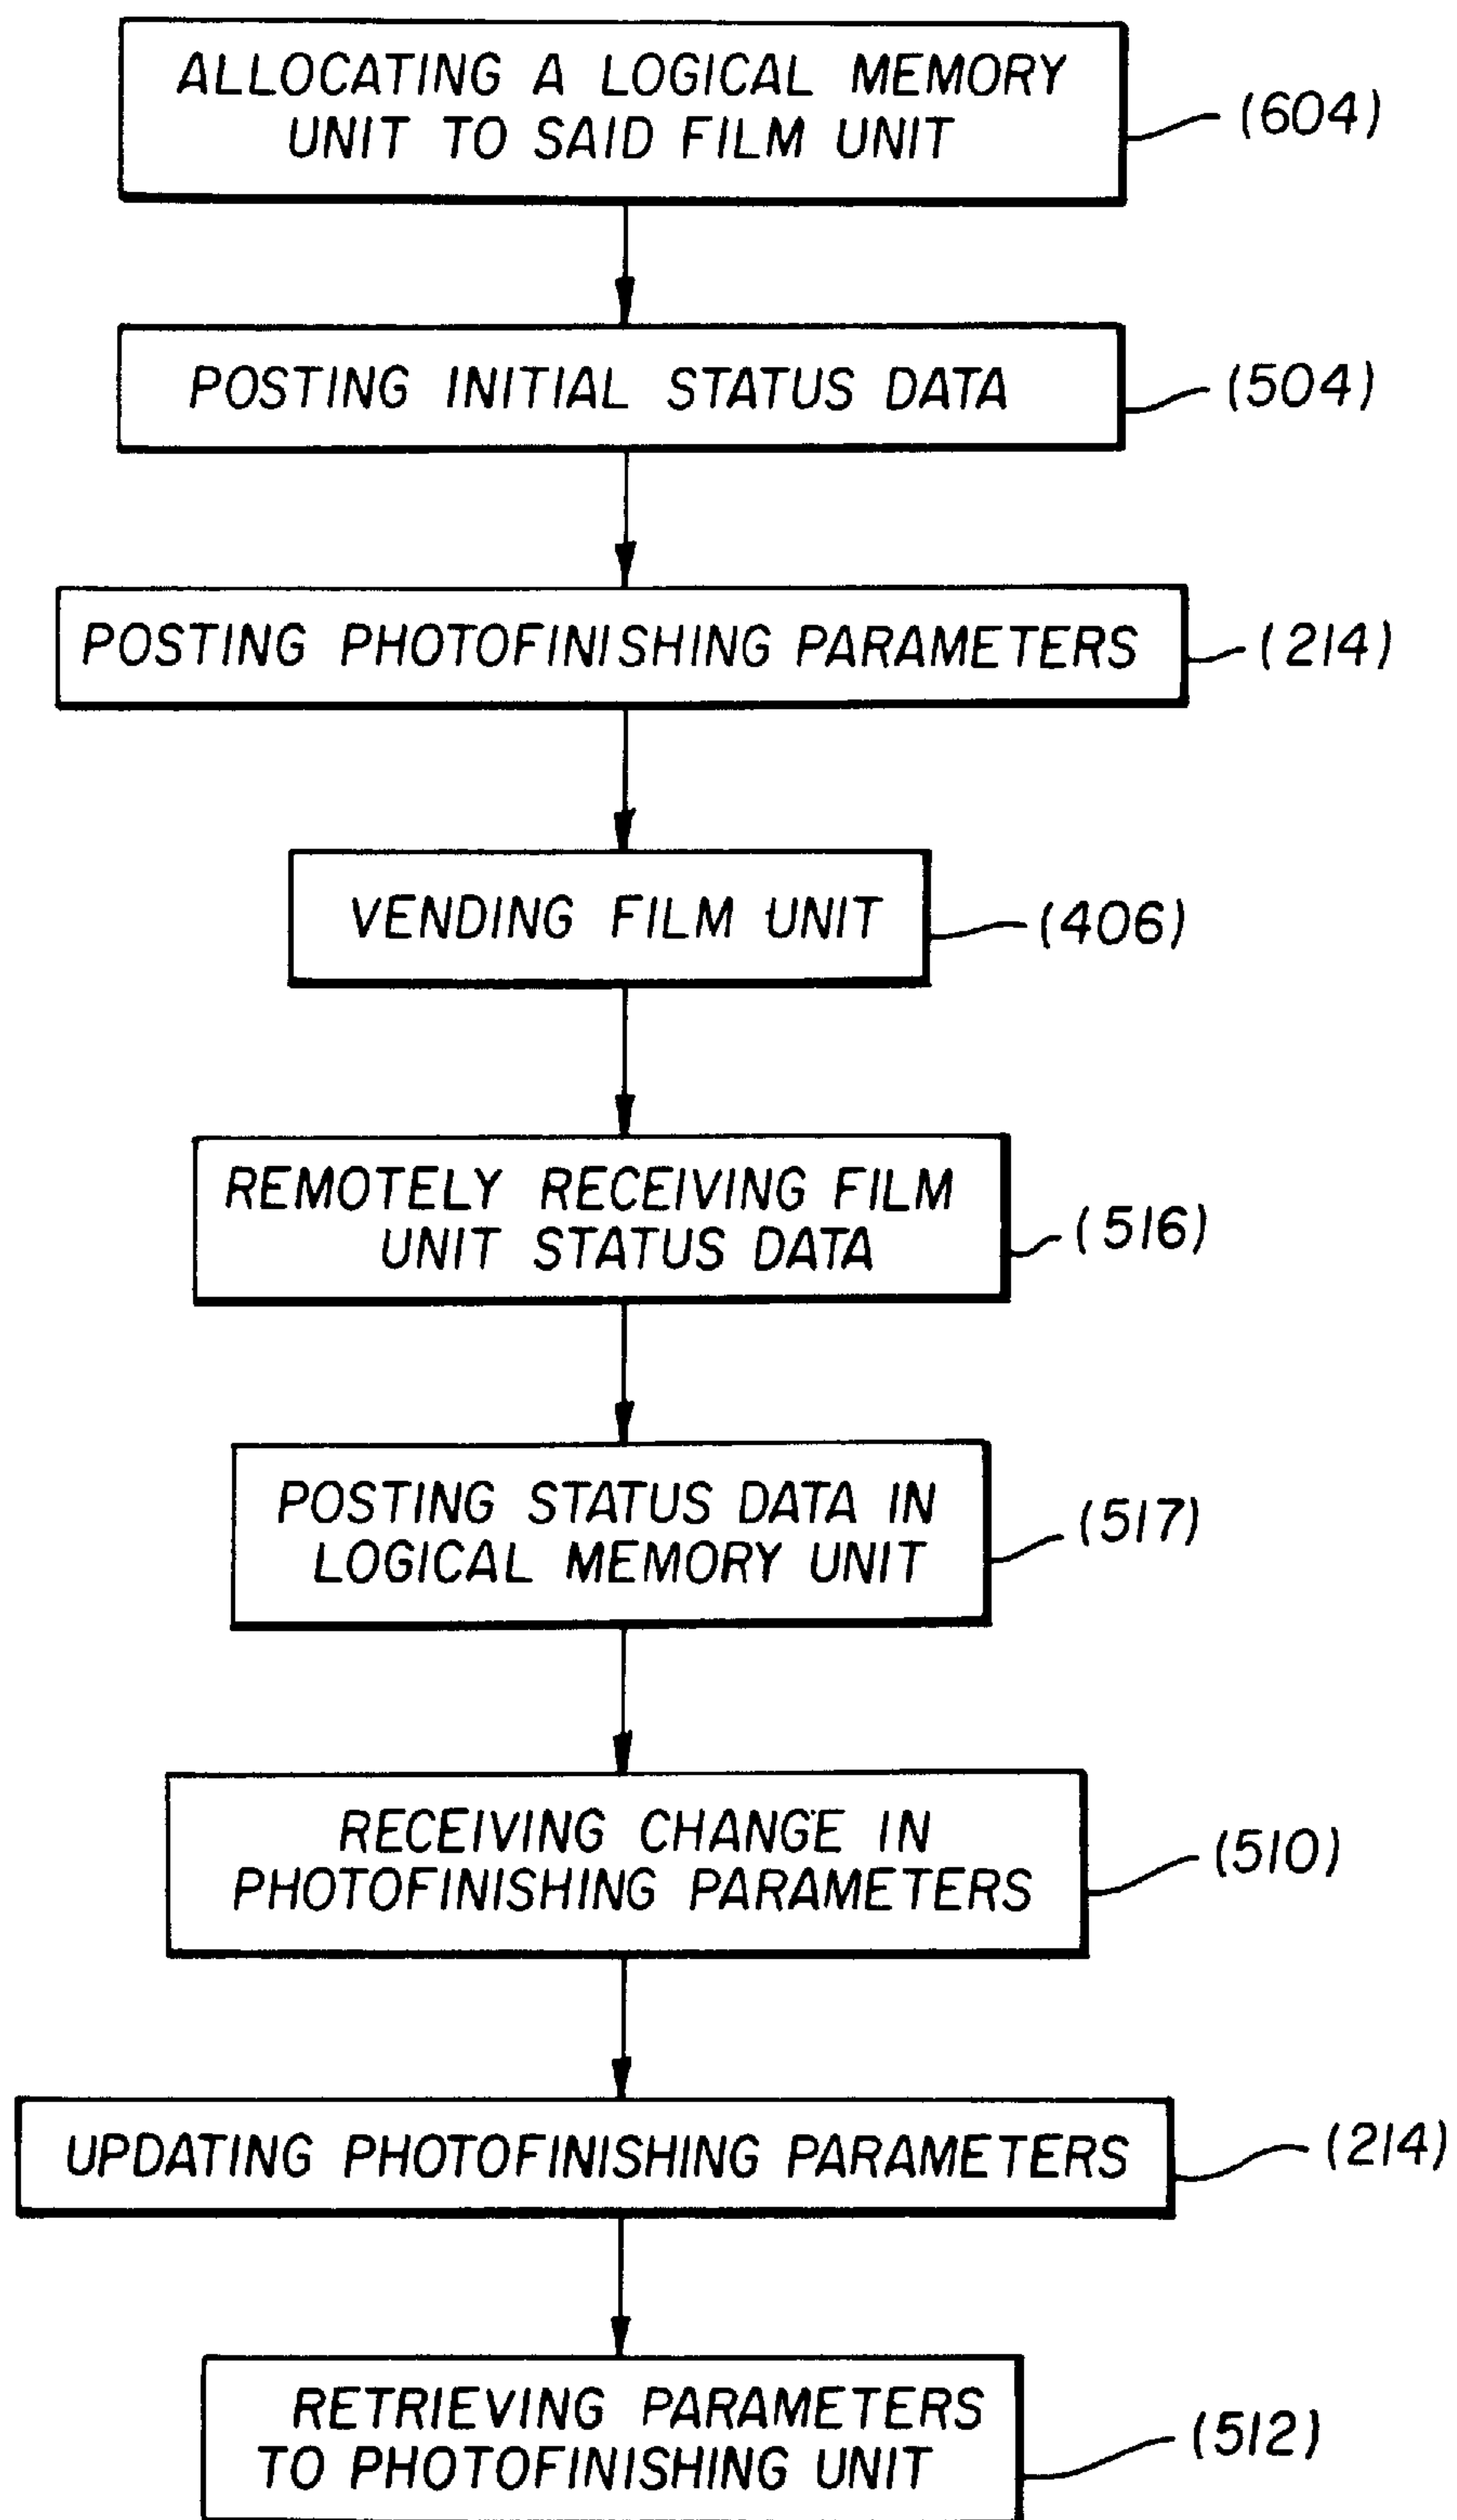 ALLOCATING A LOGICAL MEMORY
UNIT TO SAID FILM UNIT
(604)
POSTING INITIAL STATUS DATA
(504)
POSTING PHOTOFINISHING PARAMETERS
(214)
VENDING FILM UNIT
(406)
REMOTELY RECEIVING FILM
UNIT STATUS DATA
(516)
POSTING STATUS DATA IN
LOGICAL MEMORY UNIT
(517)
RECEIVING CHANGE IN
PHOTOFINISHING PARAMETERS
(510)
UPDATING PHOTOFINISHING PARAMETERS
(214)
RETRIEVING PARAMETERS
TO PHOTOFINISHING UNIT
(512)